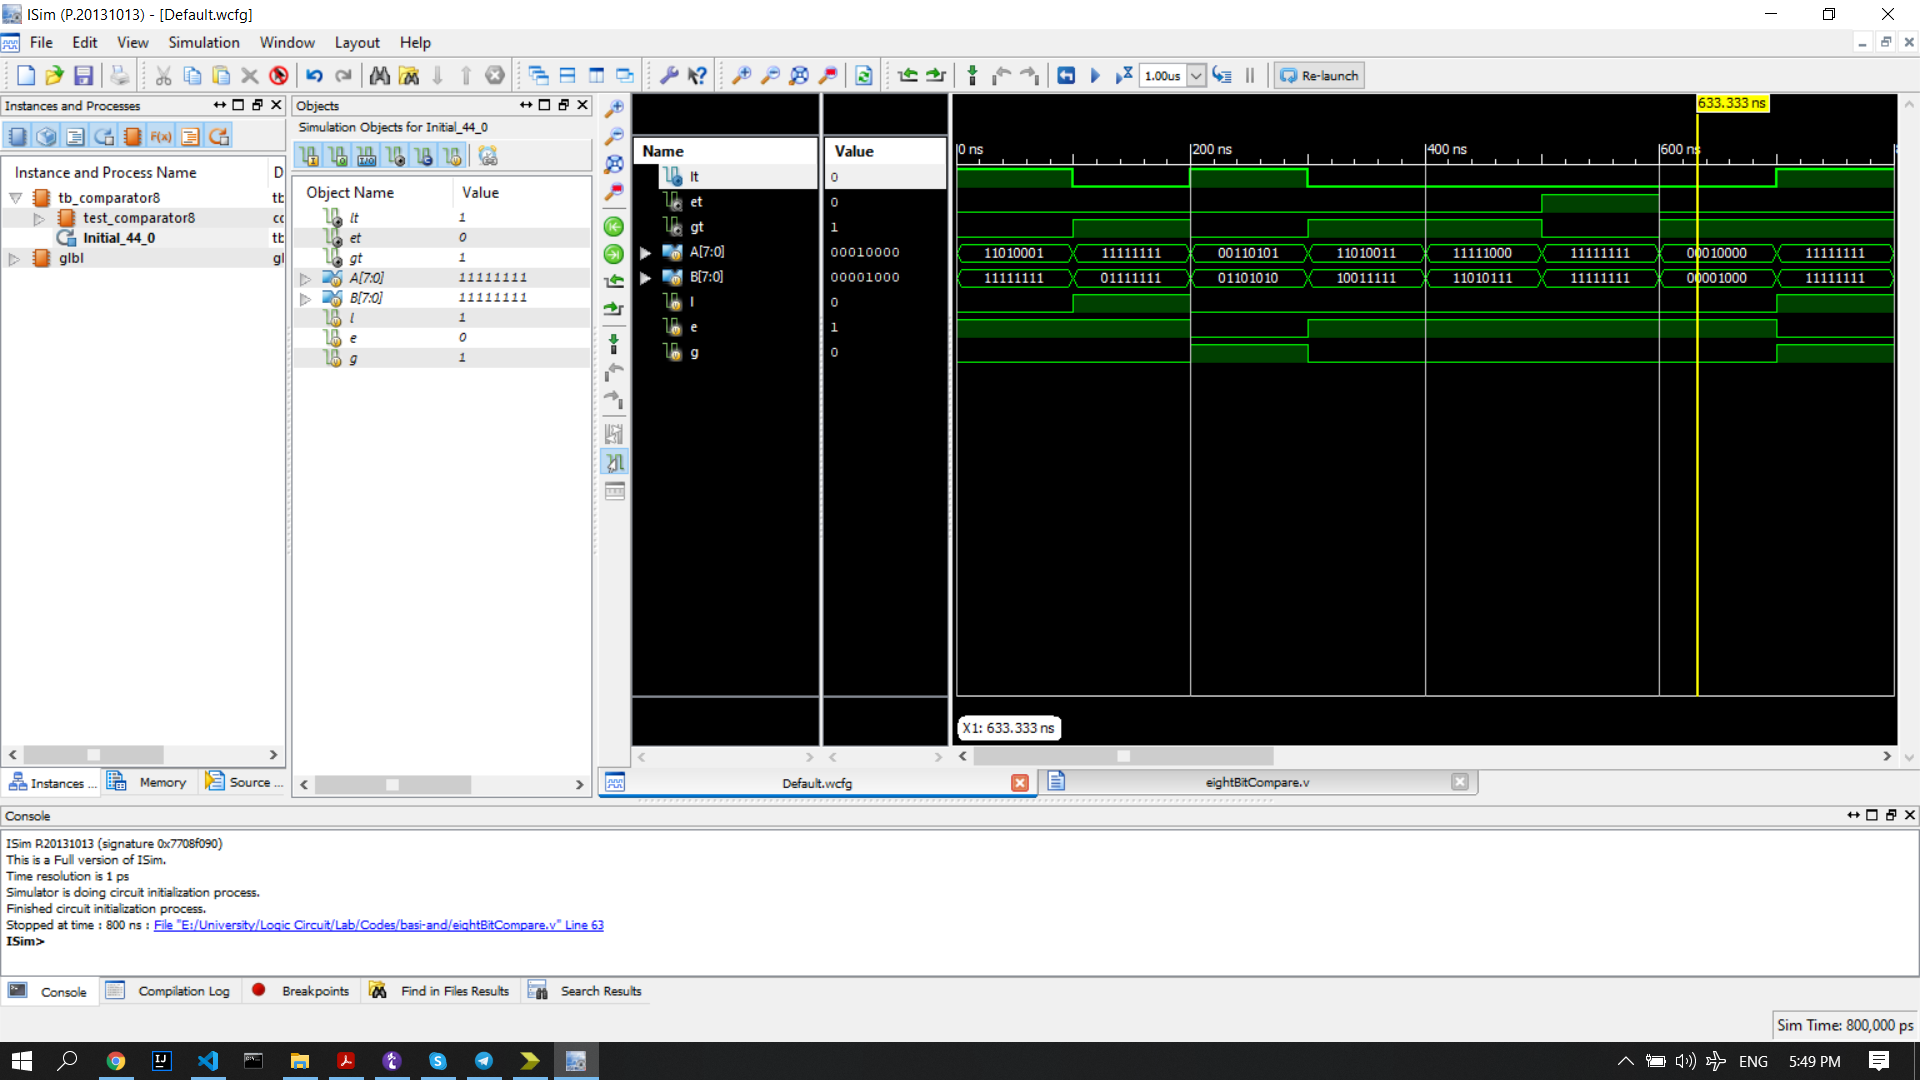 ISim (P.20131013) - [Default.wcfg]
File Edit View Simulation Window Layout Help
1.00us Re-launch
Instances and Processes
Instance and Process Name D
tb_comparator8 tb
test_comparator8 cc
Initial_44_0 tb
glbl gl
Instances ... Memory Source ...
Objects
Simulation Objects for Initial_44_0
Object Name Value
lt 1
et 0
gt 1
A[7:0] 11111111
B[7:0] 11111111
l 1
e 0
g 1
Name Value
lt 0
et 0
gt 1
A[7:0] 00010000
B[7:0] 00001000
l 0
e 1
g 0
633.333 ns
0 ns 200 ns 400 ns 600 ns
11010001 11111111 00110101 11010011 11111000 11111111 00010000 11111111
11111111 01111111 01101010 10011111 11010111 11111111 00001000 11111111
X1: 633.333 ns
Default.wcfg eightBitCompare.v
Console
ISim P.20131013 (signature 0x7708f090)
This is a Full version of ISim.
Time resolution is 1 ps
Simulator is doing circuit initialization process.
Finished circuit initialization process.
Stopped at time : 800 ns : File "E:/University/Logic Circuit/Lab/Codes/basi-and/eightBitCompare.v" Line 63
ISim>
Console Compilation Log Breakpoints Find in Files Results Search Results
Sim Time: 800,000 ps
ENG 5:49 PM